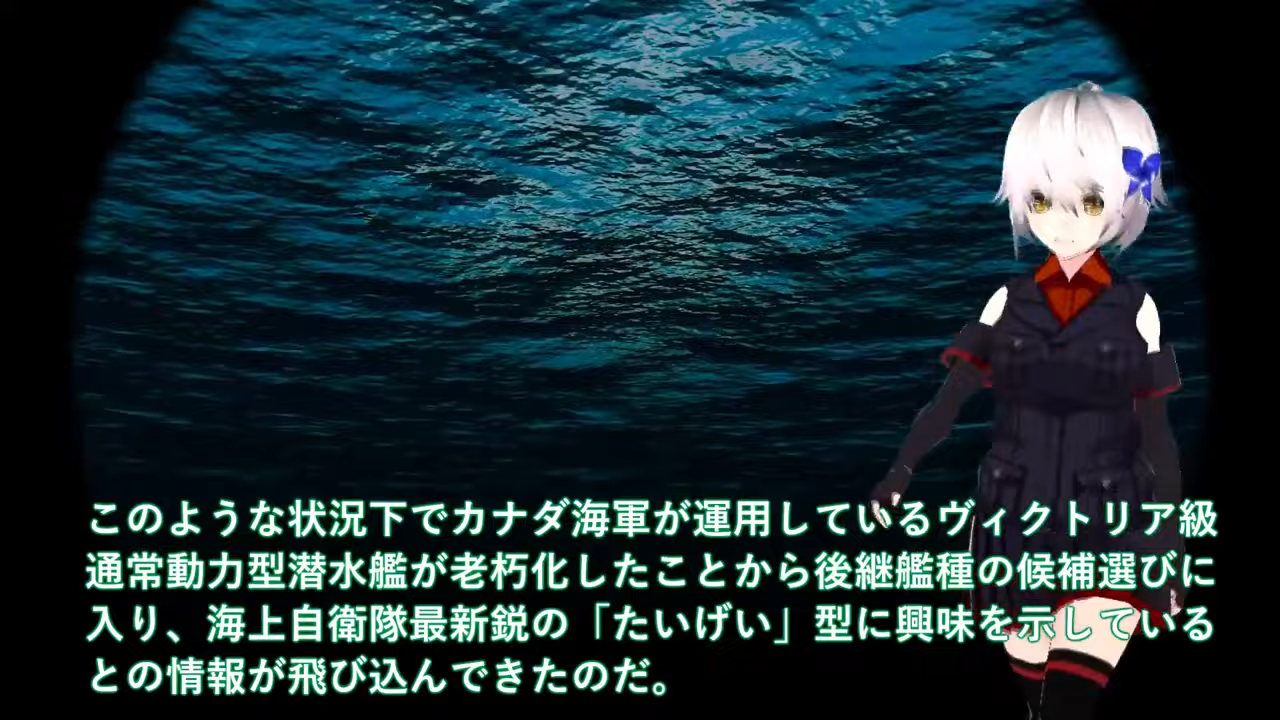 このような状況下でカナダ海軍が運用しているヴィクトリア級
通常動力型潜水艦が老朽化したことから後継艦種の候補選びに
入り、海上自衛隊最新鋭の「たいげい」型に興味を示している
との情報が飛び込んできたのだ。